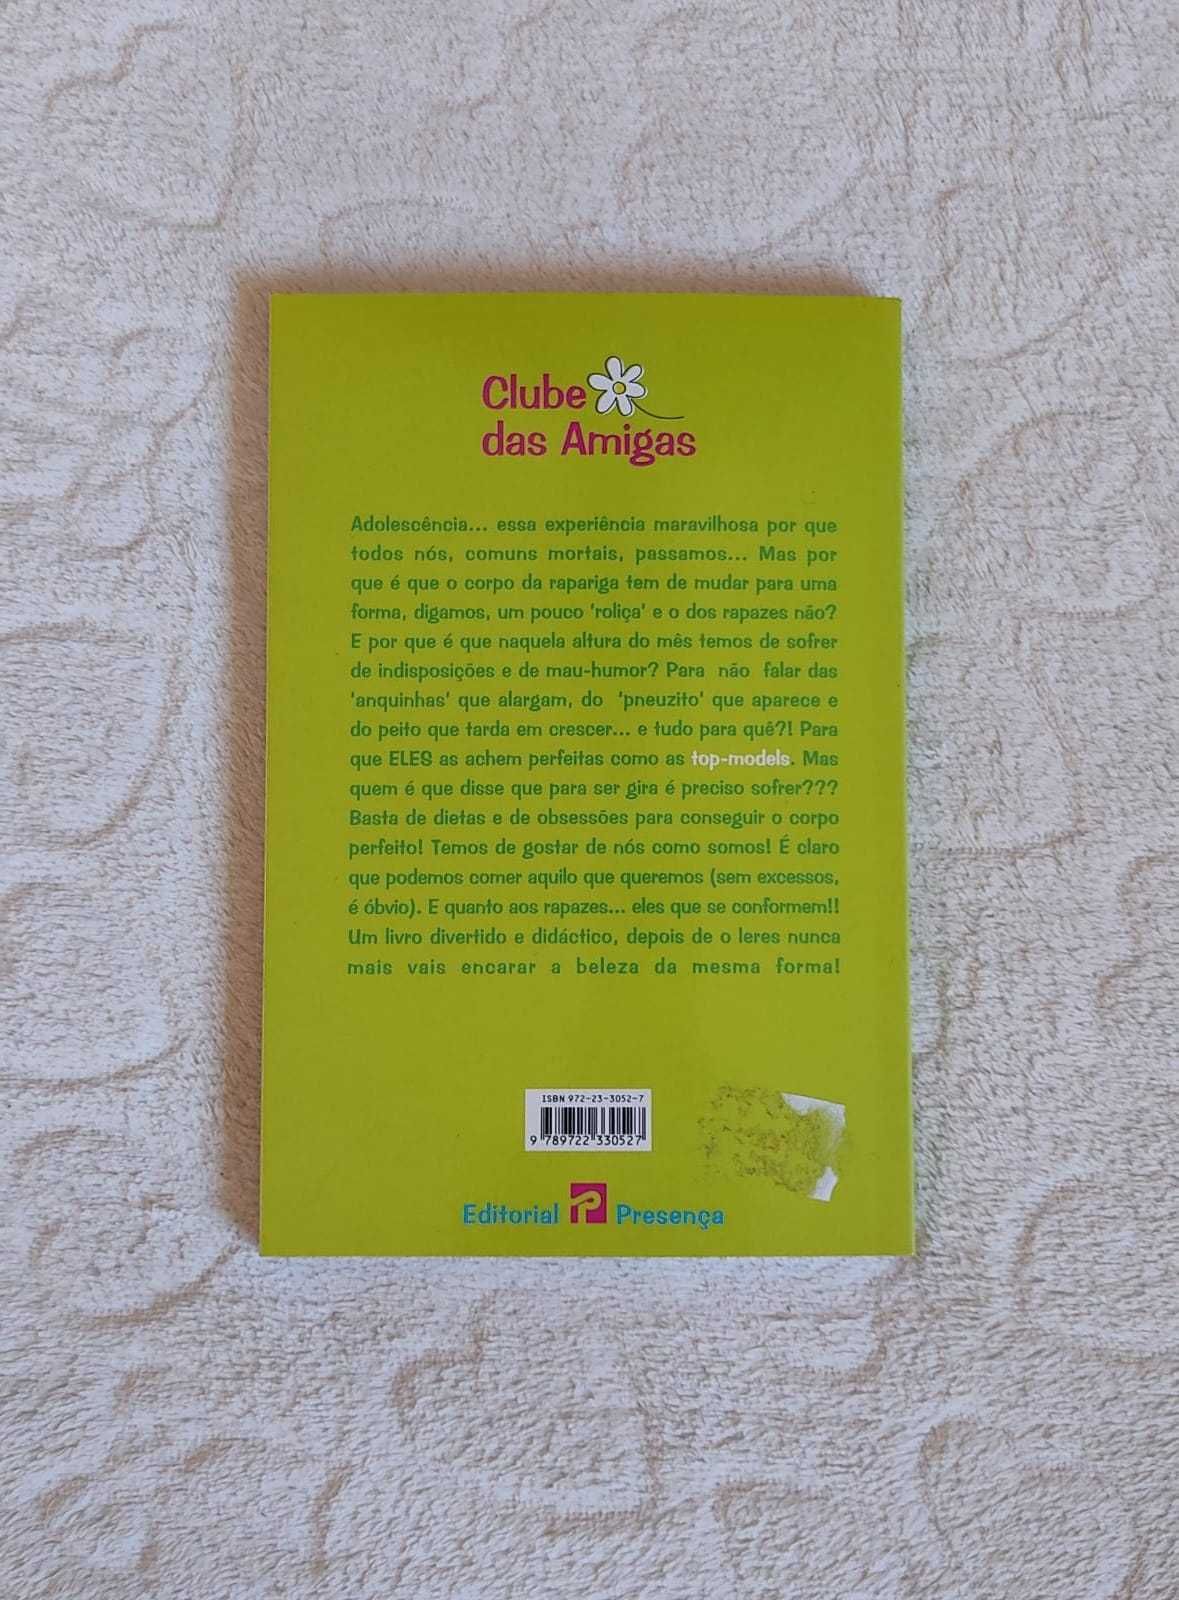 Clube
das Amigas
Adolescência... essa experiência maravilhosa por que
todos nós, comuns mortais, passamos... Mas por
que é que o corpo da rapariga tem de mudar para uma
forma, digamos, um pouco 'roliça' e o dos rapazes não?
E por que é que naquela altura do mês temos de sofrer
de indisposições e de mau-humor? Para não falar das
'anquinhas' que alargam, do 'pneuzito' que aparece e
do peito que tarda em crescer... e tudo para quê?! Para
que ELES as achem perfeitas como as top-models. Mas
quem é que disse que para ser gira é preciso sofrer???
Basta de dietas e de obsessões para conseguir o corpo
perfeito! Temos de gostar de nós como somos! É claro
que podemos comer aquilo que queremos (sem excessos,
é óbvio). E quanto aos rapazes... eles que se conformem!!
Um livro divertido e didáctico, depois de o leres nunca
mais vais encarar a beleza da mesma forma!
ISBN 972-23-3052-7
9 789722 330527
Editorial P Presença